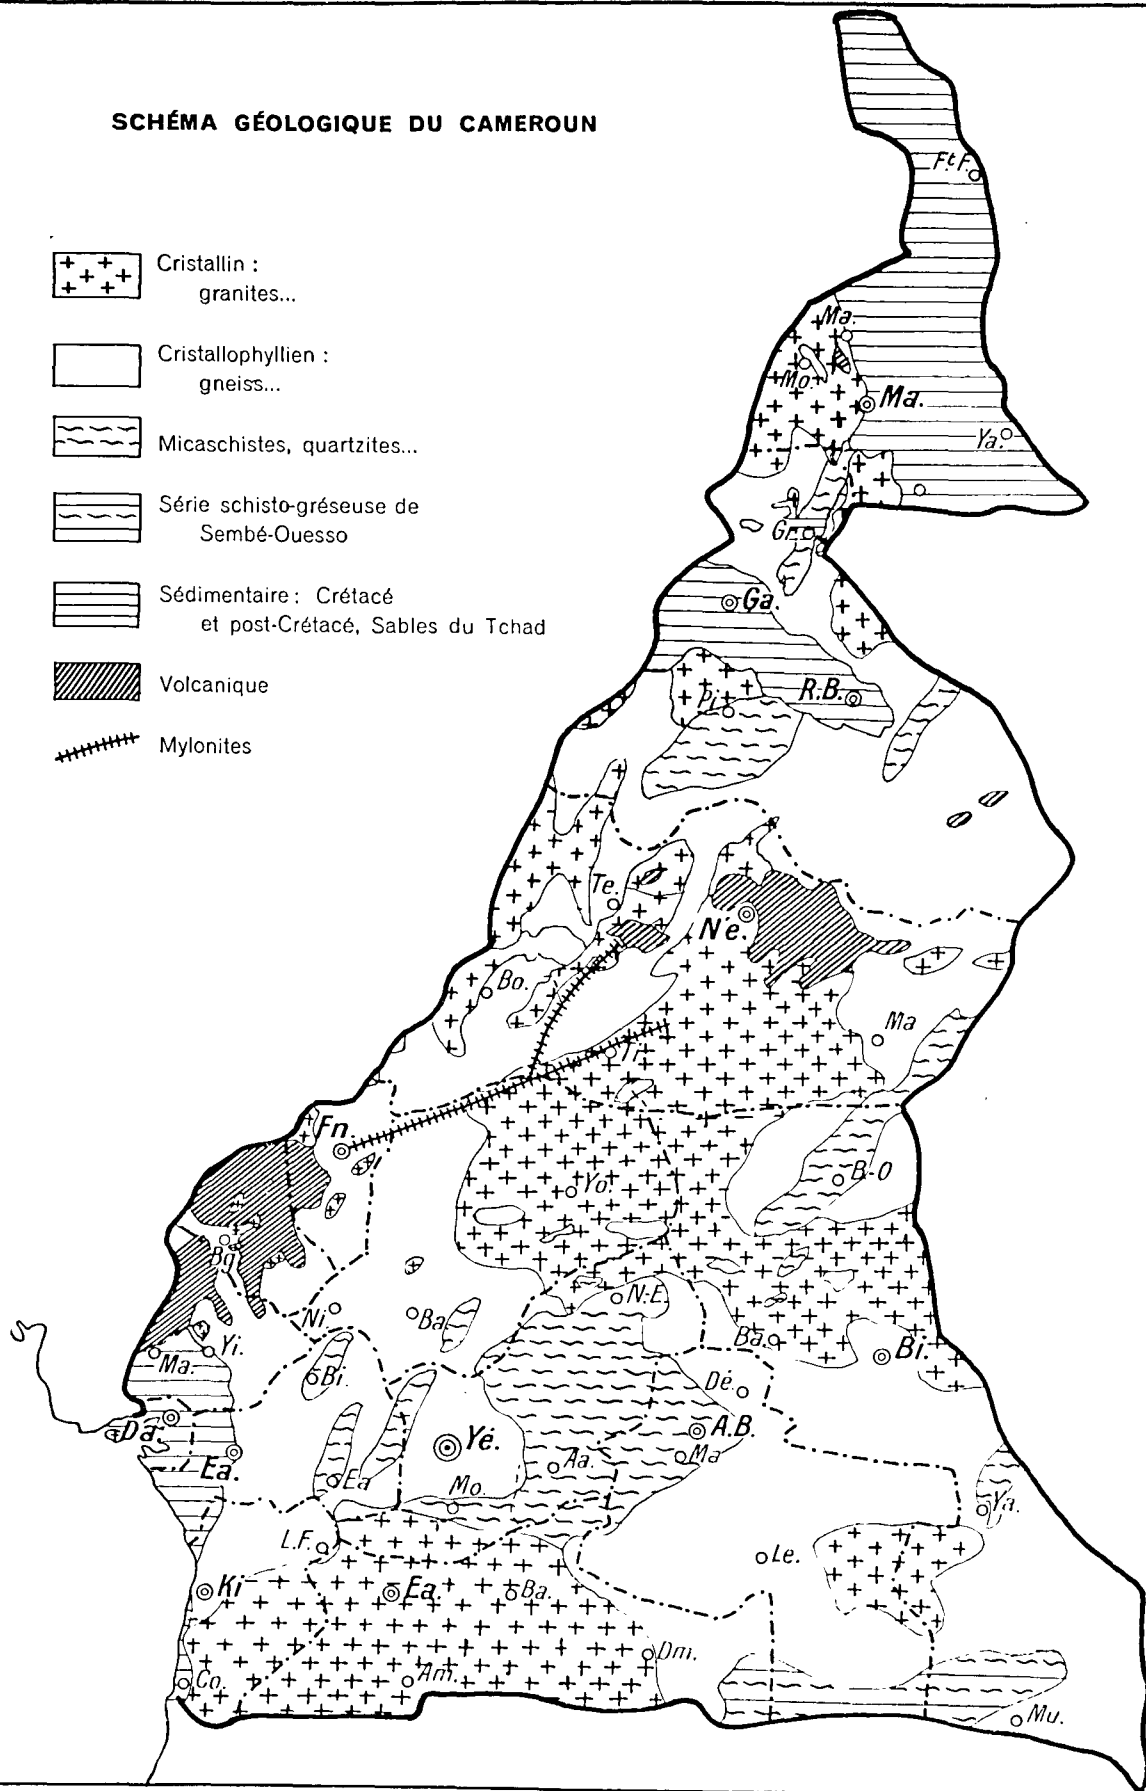 SCHÉMA GÉOLOGIQUE DU CAMEROUN
Cristallin :
granites...
Cristallophyllien :
gneiss...
Micaschistes, quartzites...
Série schisto-gréseuse de
Sembé-Ouesso
Sédimentaire : Crétacé
et post-Crétacé, Sables du Tchad
Volcanique
Mylonites
Ft F.
Ma.
Mo.
Ma.
Ya.
Ga.
R.B.
Pi.
Te.
Ne.
Bo.
Ma
Ti.
Fn.
B-O
Yo.
Bg
N-E.
Ni.
Ba.
Ba.
Bi.
Yi.
Ma.
Bi.
Dé.
Da.
A.B.
Yé.
Ea.
Aa.
Ma
Ea
Mo.
Ya.
L.F.
Le.
Ki
Ea.
Ba.
Dm.
Co.
Am.
Mu.